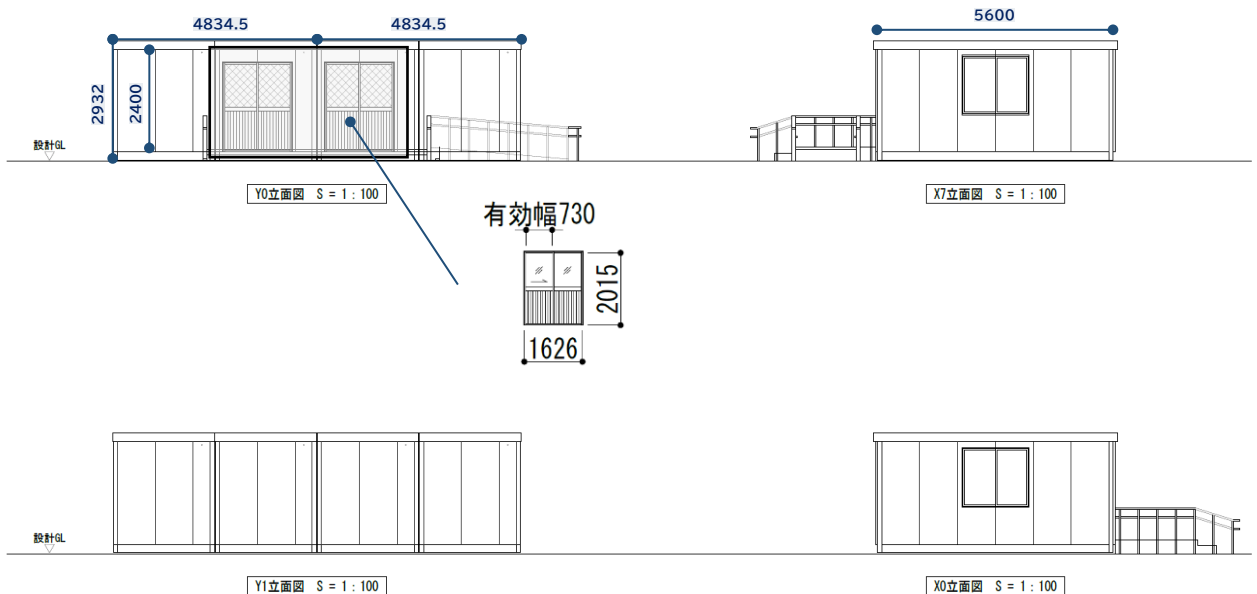 4834.5
4834.5
5600
2932
2400
設計GL
Y0立面図 S = 1 : 100
X7立面図 S = 1 : 100
有効幅730
2015
1626
設計GL
Y1立面図 S = 1 : 100
X0立面図 S = 1 : 100